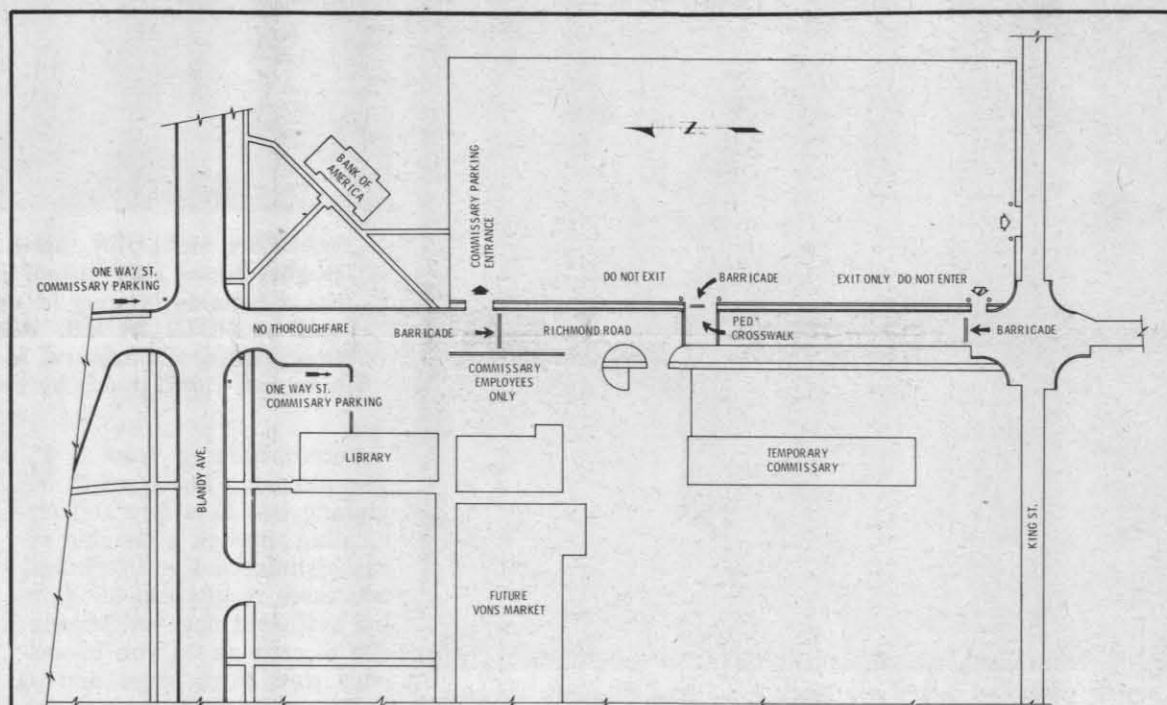 N
BANK OF
AMERICA
COMMISSARY PARKING
ENTRANCE
ONE WAY ST.
COMMISSARY PARKING
DO NOT EXIT
BARRICADE
EXIT ONLY DO NOT ENTER
NO THOROUGHFARE
BARRICADE
RICHMOND ROAD
PED
CROSSWALK
BARRICADE
COMMISSARY
EMPLOYEES
ONLY
ONE WAY ST.
COMMISARY PARKING
LIBRARY
TEMPORARY
COMMISSARY
BLANDY AVE.
KING ST.
FUTURE
VONS MARKET